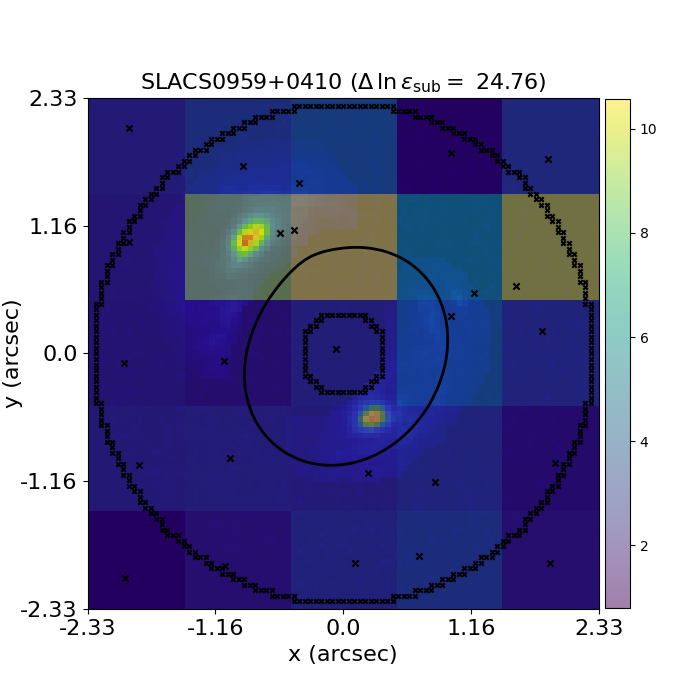 SLACS0959+0410 (Δ ln ε_sub = 24.76)
2.33
1.16
0.0
-1.16
-2.33
y (arcsec)
-2.33 -1.16 0.0 1.16 2.33
x (arcsec)
10
8
6
4
2